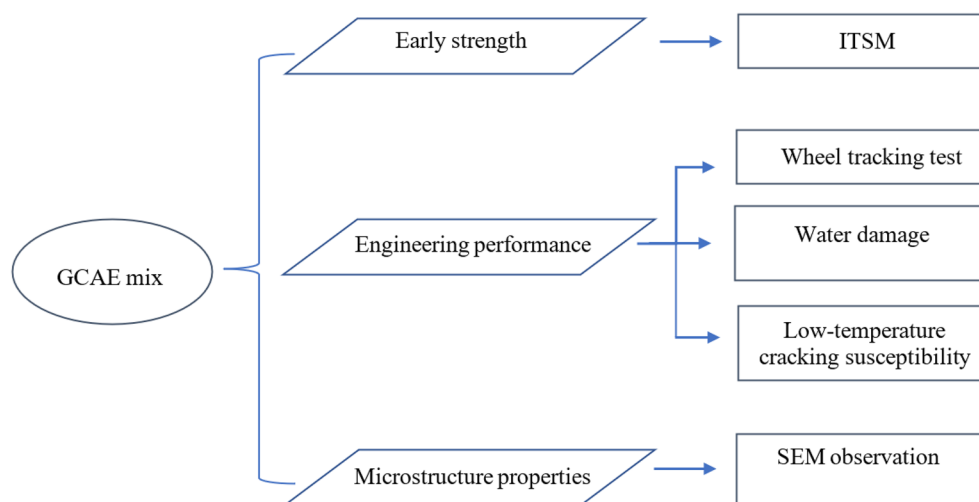 Early strength
ITSM
Wheel tracking test
Engineering performance
Water damage
GCAE mix
Low-temperature
cracking susceptibility
Microstructure properties
SEM observation